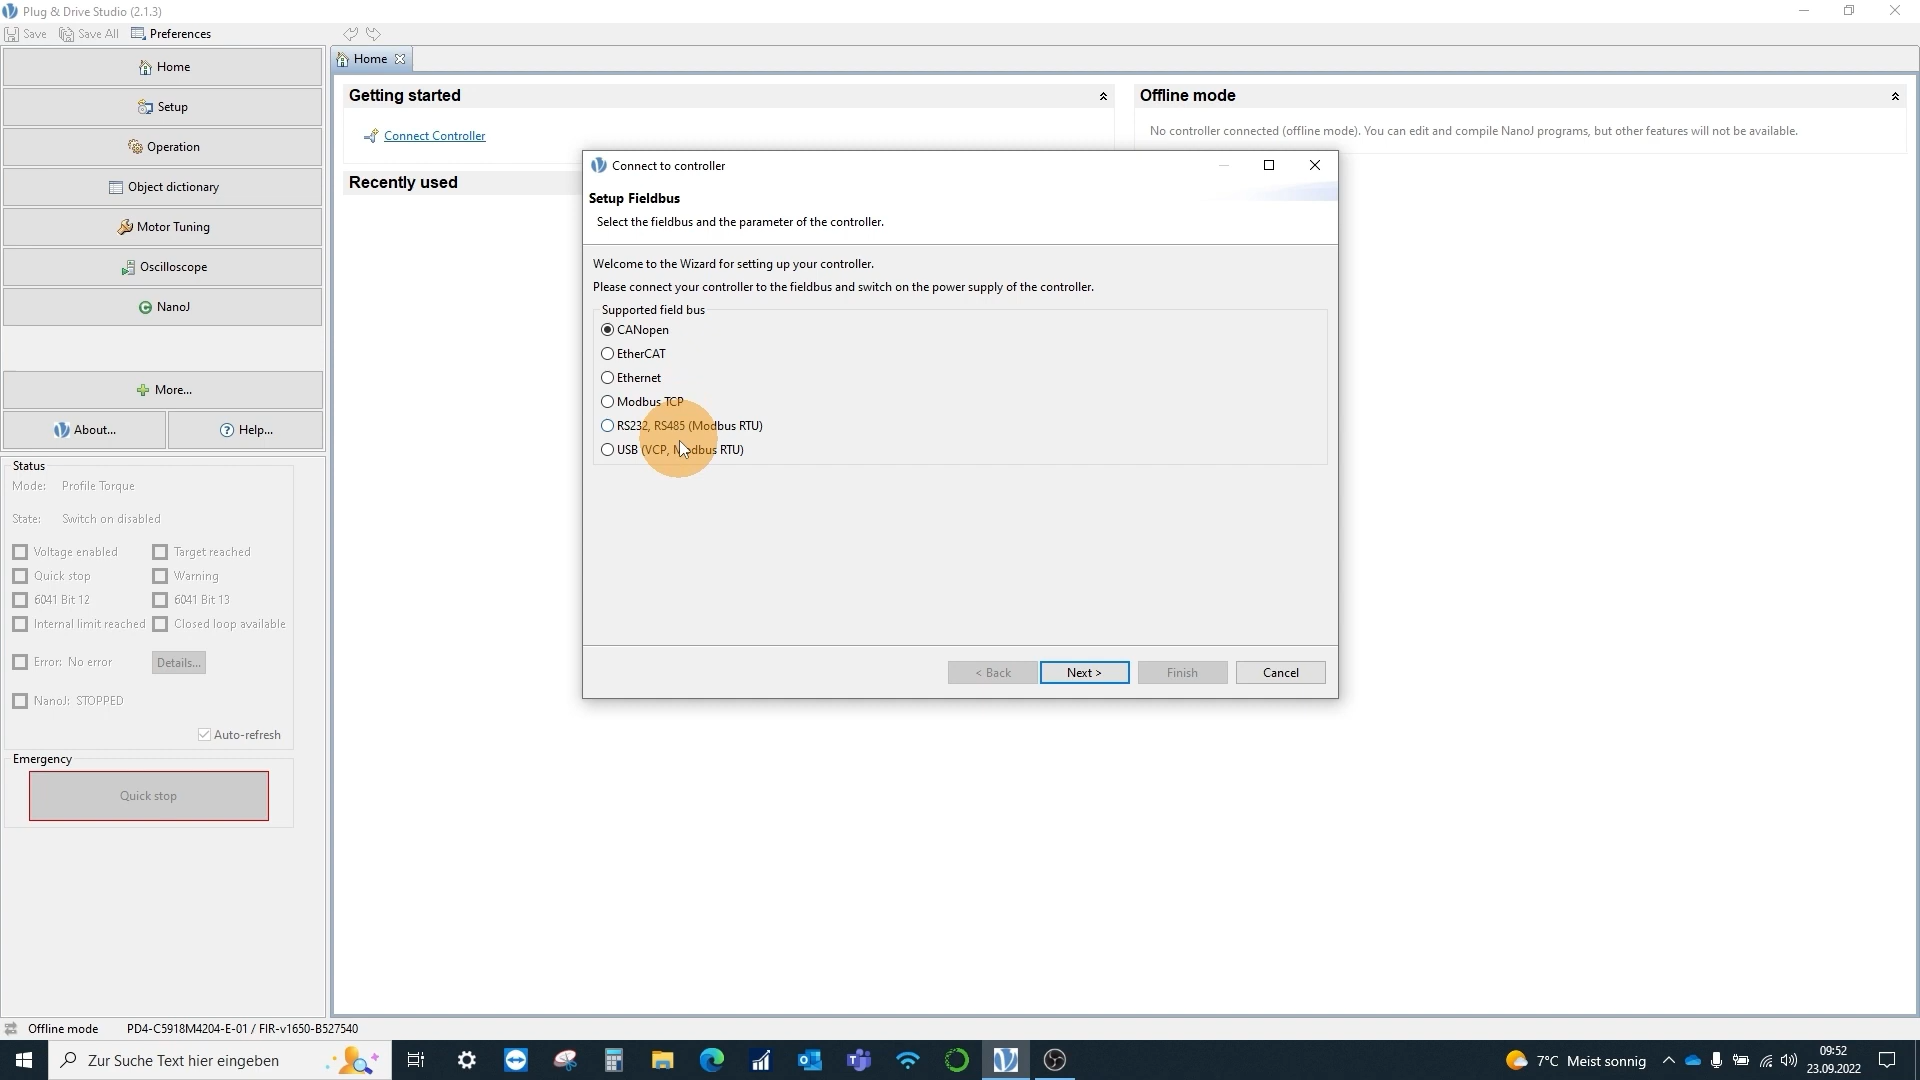 Plug & Drive Studio (2.1.3)
Save Save All Preferences
Home
Setup
Operation
Object dictionary
Motor Tuning
Oscilloscope
NanoJ
More...
About... Help...
Status
Mode: Profile Torque
State: Switch on disabled
Voltage enabled Target reached
Quick stop Warning
6041 Bit 12 6041 Bit 13
Internal limit reached Closed loop available
Error: No error Details...
NanoJ: STOPPED
Auto-refresh
Emergency
Quick stop
Home
Getting started
Connect Controller
Recently used
Offline mode
No controller connected (offline mode). You can edit and compile NanoJ programs, but other features will not be available.
Connect to controller
Setup Fieldbus
Select the fieldbus and the parameter of the controller.
Welcome to the Wizard for setting up your controller.
Please connect your controller to the fieldbus and switch on the power supply of the controller.
Supported field bus
CANopen
EtherCAT
Ethernet
Modbus TCP
RS232, RS485 (Modbus RTU)
USB (VCP, Modbus RTU)
< Back Next > Finish Cancel
Offline mode PD4-C5918M4204-E-01 / FIR-v1650-B527540
Zur Suche Text hier eingeben
7°C Meist sonnig
09:52
23.09.2022